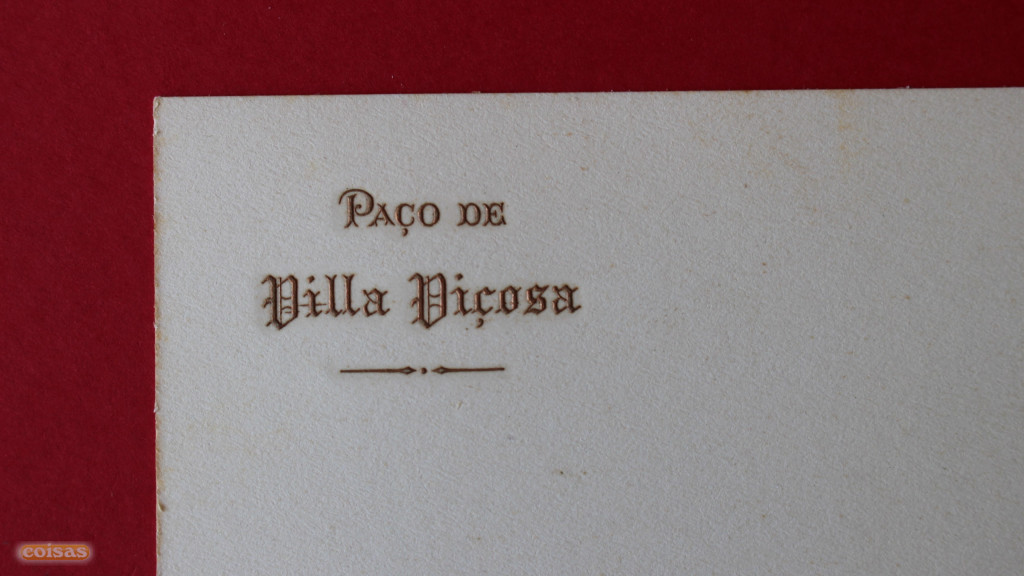 Paço de
Villa Viçosa
coisas